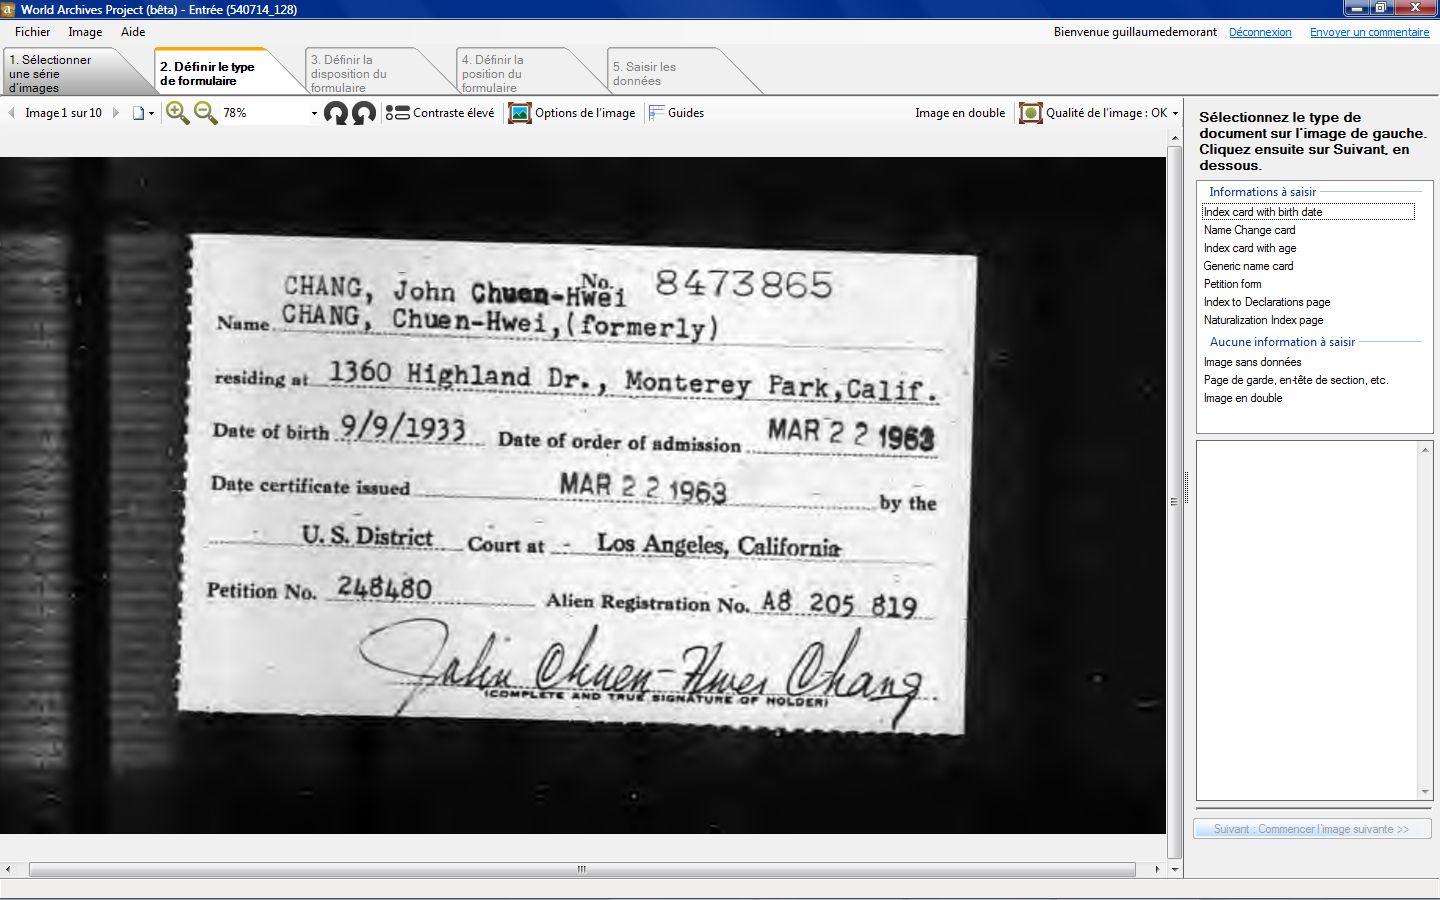 World Archives Project (bêta) - Entrée (540714_128)
Fichier Image Aide
Bienvenue guillaumedemorant Déconnexion Envoyer un commentaire
1. Sélectionner
une série
d'images
2. Définir le type
de formulaire
3. Définir la
disposition du
formulaire
4. Définir la
position du
formulaire
5. Saisir les
données
Image 1 sur 10 78% Contraste élevé Options de l'image Guides Image en double Qualité de l'image : OK
CHANG, John Chuen-Hwei No. 8473865
Name CHANG, Chuen-Hwei,(formerly)
residing at 1360 Highland Dr., Monterey Park,Calif.
Date of birth 9/9/1933 Date of order of admission MAR 22 1963
Date certificate issued MAR 22 1963 by the
U. S. District Court at Los Angeles, California
Petition No. 248480 Alien Registration No. A8 205 819
John Chuen-Hwei Chang
(COMPLETE AND TRUE SIGNATURE OF HOLDER)
Sélectionnez le type de
document sur l'image de gauche.
Cliquez ensuite sur Suivant, en
dessous.
Informations à saisir
Index card with birth date
Name Change card
Index card with age
Generic name card
Petition form
Index to Declarations page
Naturalization Index page
Aucune information à saisir
Image sans données
Page de garde, en-tête de section, etc.
Image en double
Suivant : Commencer l'image suivante >>